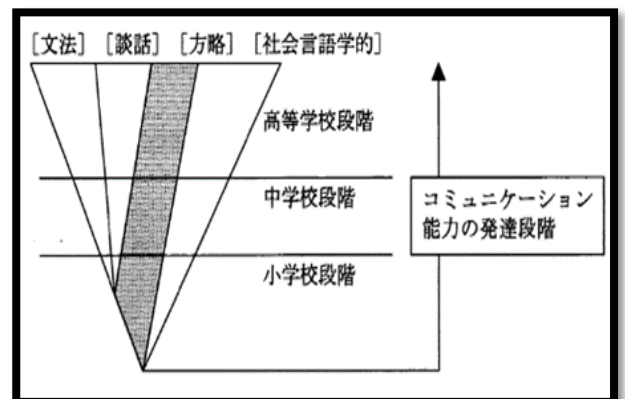 [文法] [談話] [方略] [社会言語学的]
高等学校段階
中学校段階
コミュニケーション
能力の発達段階
小学校段階